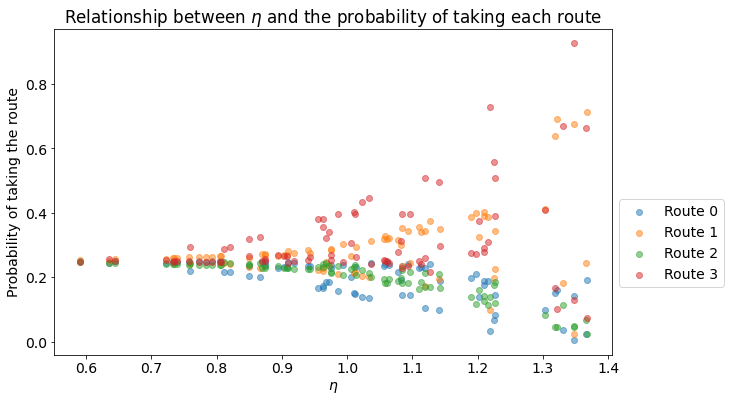 Relationship between η and the probability of taking each route
Probability of taking the route
0.8
0.6
0.4
0.2
0.0
0.6 0.7 0.8 0.9 1.0 1.1 1.2 1.3 1.4
η
Route 0
Route 1
Route 2
Route 3